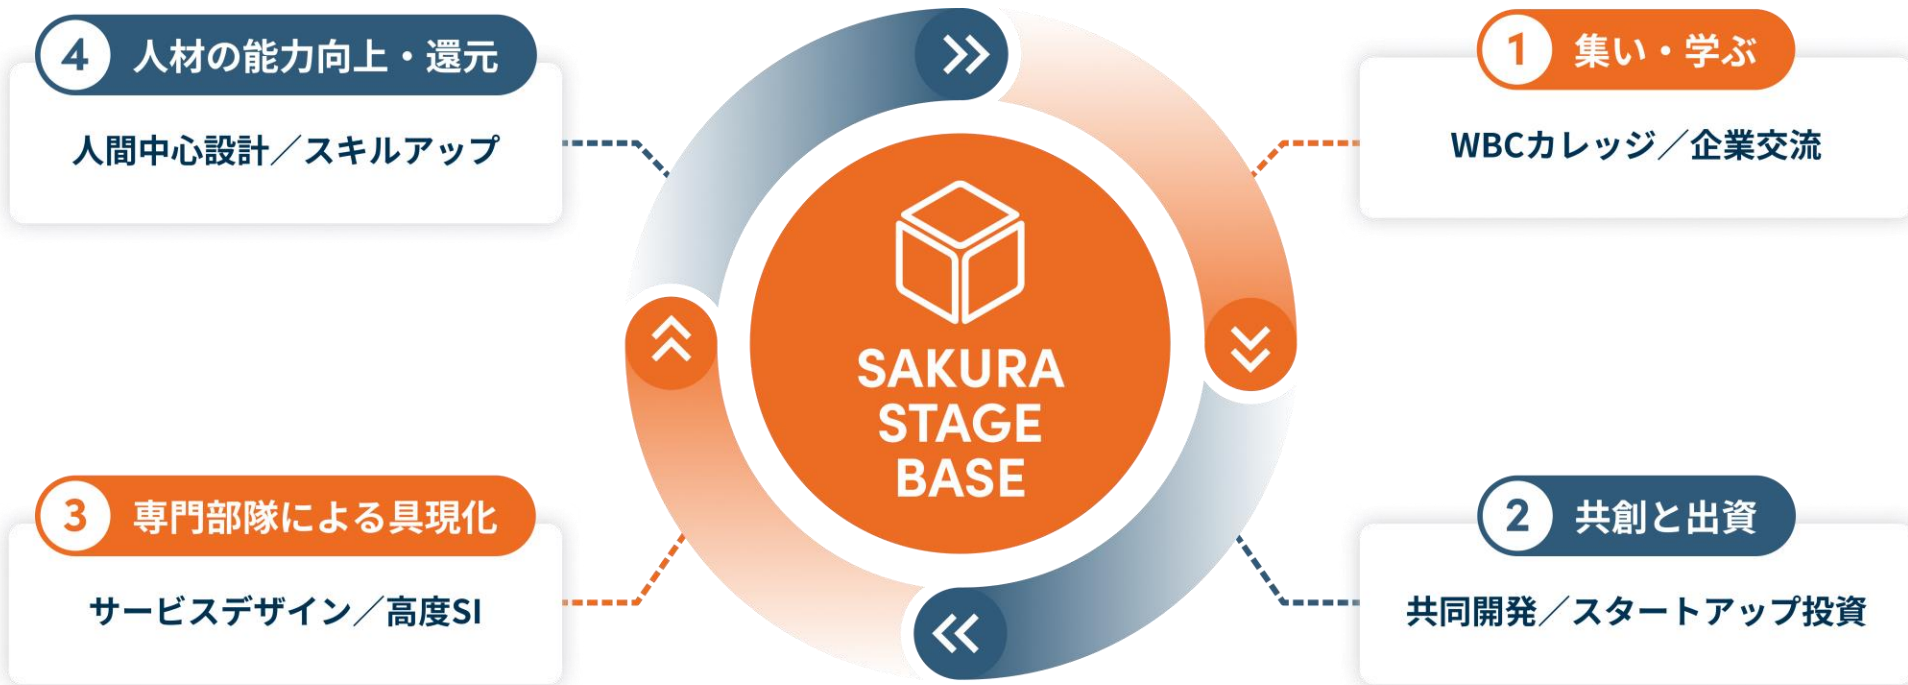 4 人材の能力向上・還元
人間中心設計／スキルアップ
1 集い・学ぶ
WBCカレッジ／企業交流
SAKURA
STAGE
BASE
3 専門部隊による具現化
サービスデザイン／高度SI
2 共創と出資
共同開発／スタートアップ投資